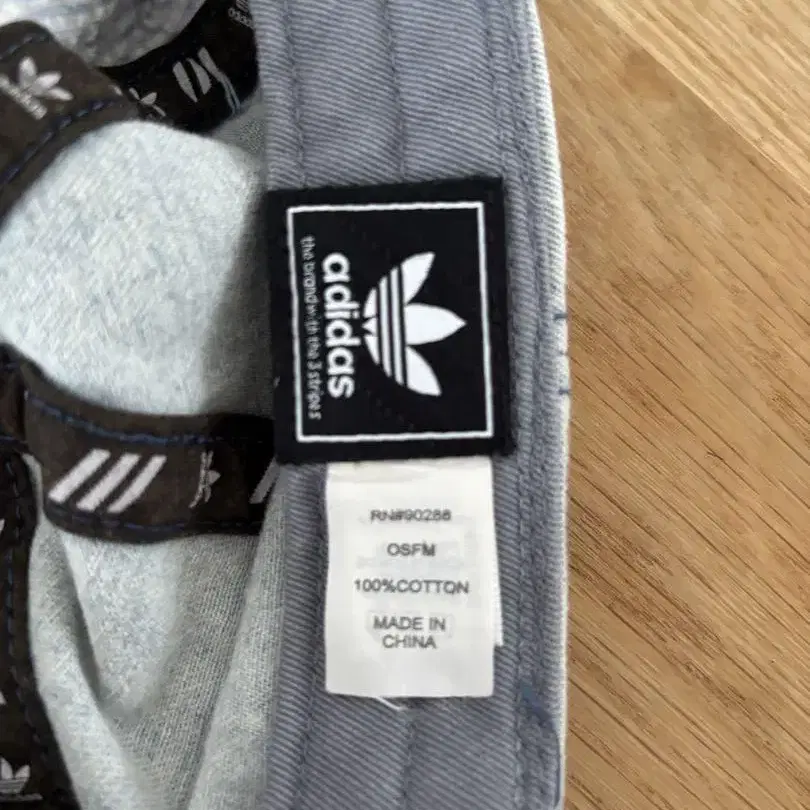 adidas
the brand with the 3 stripes
RN#90288
OSFM
100%COTTON
MADE IN
CHINA